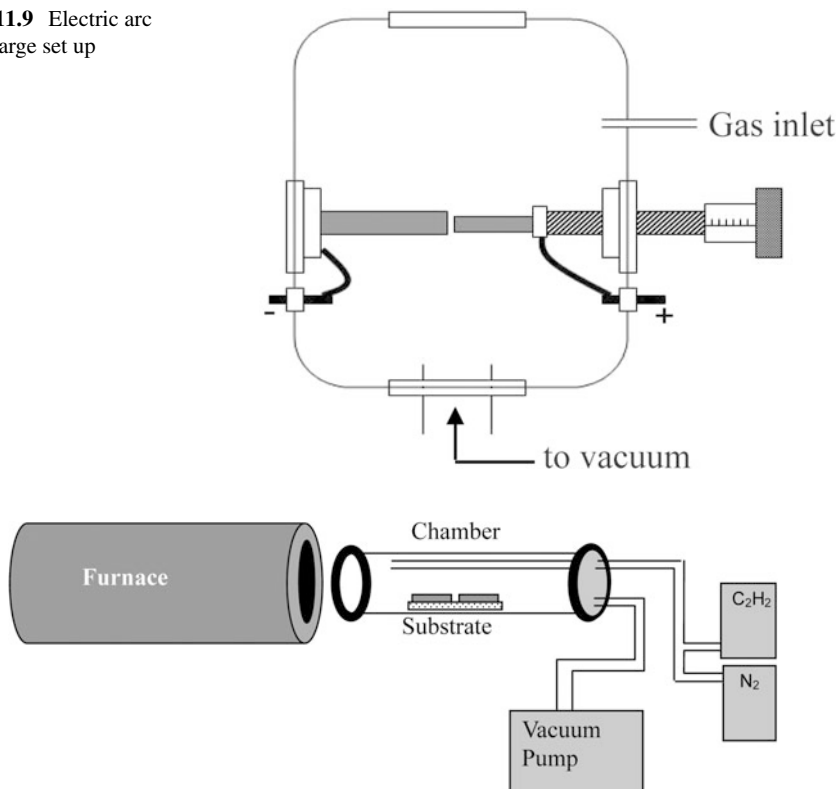 11.9 Electric arc
arge set up
Gas inlet
-
+
to vacuum
Chamber
Furnace
Substrate
C₂H₂
N₂
Vacuum
Pump